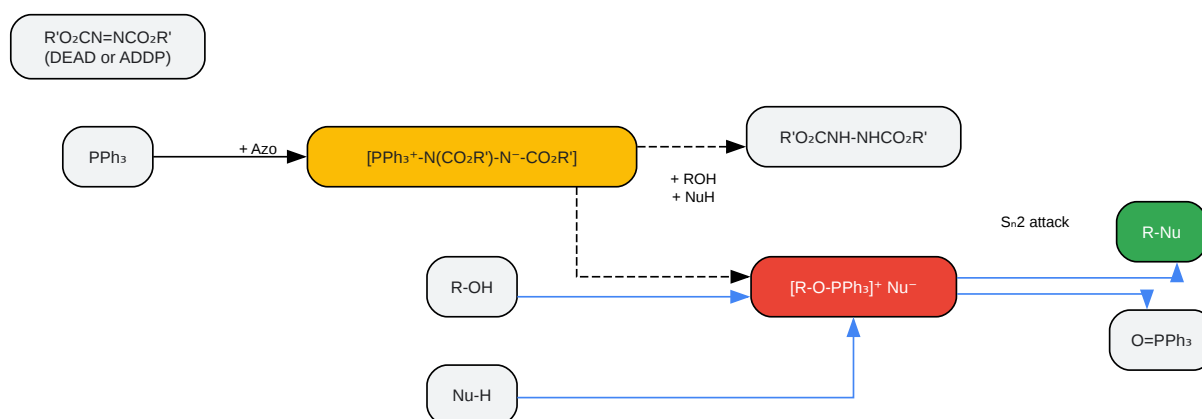 R'O₂CN=NCO₂R'
(DEAD or ADDP)
PPh₃
+ Azo
[PPh₃⁺-N(CO₂R')-N⁻-CO₂R']
R'O₂CNH-NHCO₂R'
+ ROH
+ NuH
Sₙ2 attack
R-Nu
R-OH
[R-O-PPh₃]⁺ Nu⁻
O=PPh₃
Nu-H